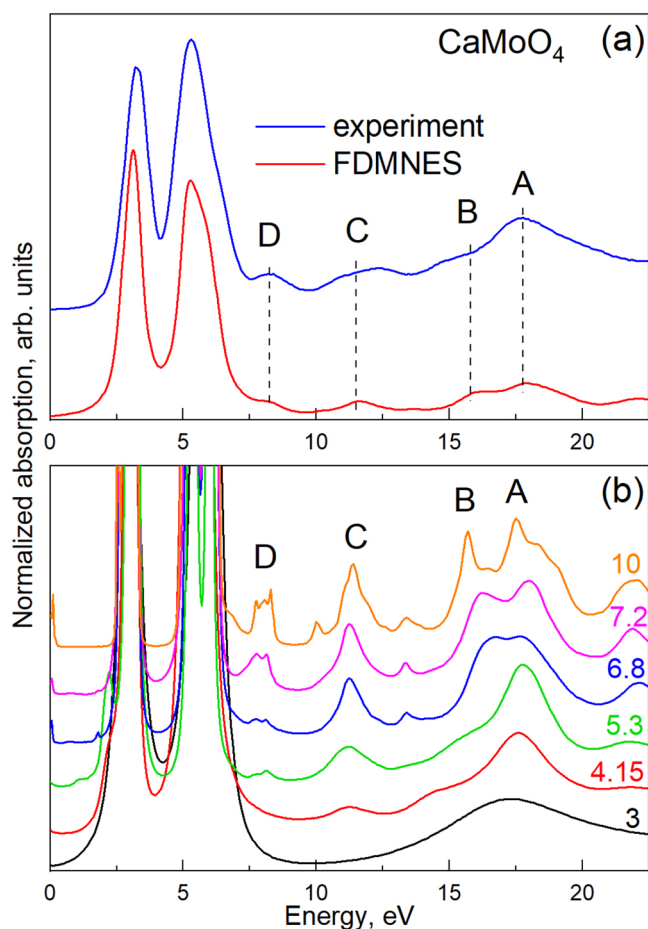 CaMoO₄ (a)
experiment
FDMNES
D C B A
0 5 10 15 20
(b)
D C B A
10
7.2
6.8
5.3
4.15
3
0 5 10 15 20
Energy, eV
Normalized absorption, arb. units